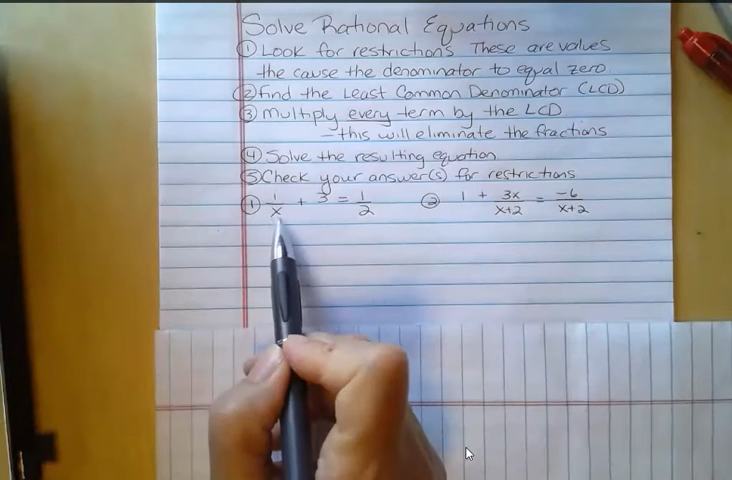 Solve Rational Equations
① Look for restrictions These are values
the cause the denominator to equal zero
② find the Least Common Denominator (LCD)
③ multiply every term by the LCD
- this will eliminate the fractions
④ Solve the resulting equation
⑤ Check your answer(s) for restrictions
① 1/x + 3 = 1/2 ② 1 + 3x/x+2 = -6/x+2